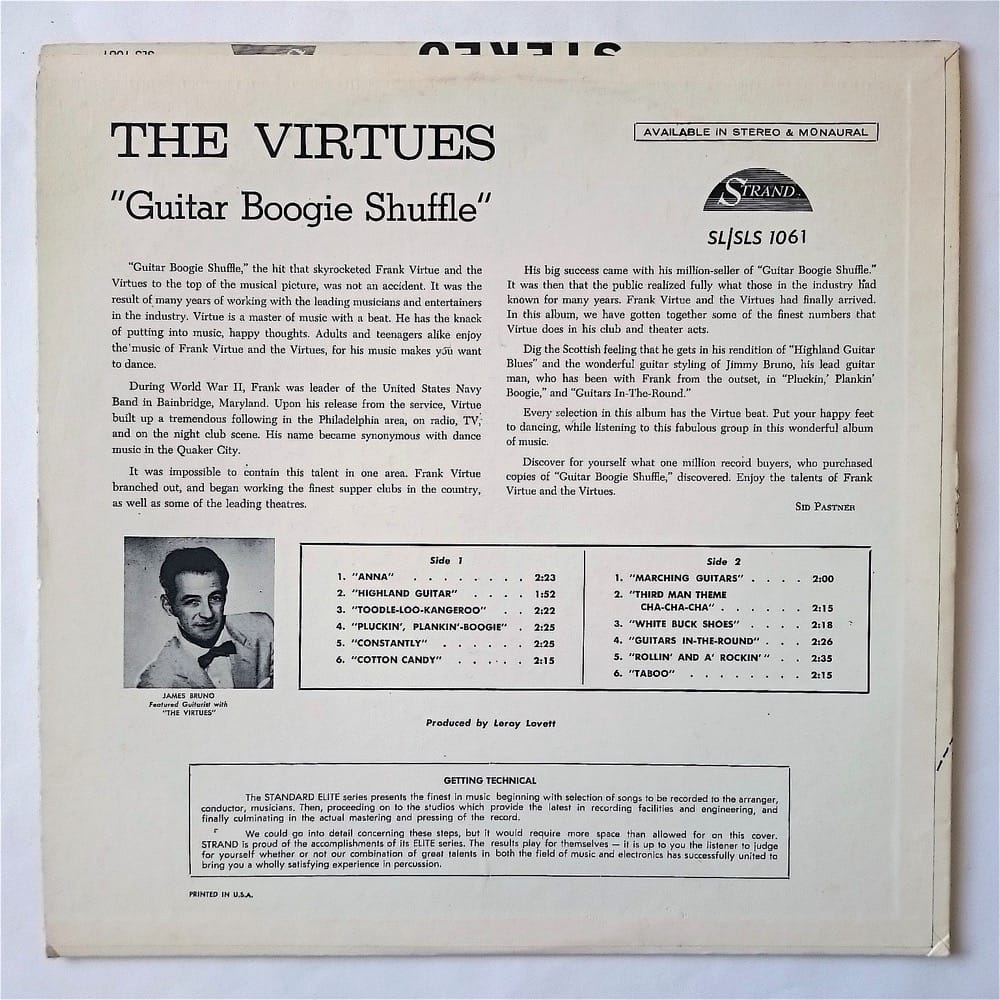 STEREO
THE VIRTUES
"Guitar Boogie Shuffle"
AVAILABLE IN STEREO & MONAURAL
STRAND
SL/SLS 1061
"Guitar Boogie Shuffle," the hit that skyrocketed Frank Virtue and the
Virtues to the top of the musical picture, was not an accident. It was the
result of many years of working with the leading musicians and entertainers
in the industry. Virtue is a master of music with a beat. He has the knack
of putting into music, happy thoughts. Adults and teenagers alike enjoy
the music of Frank Virtue and the Virtues, for his music makes you want
to dance.
During World War II, Frank was leader of the United States Navy
Band in Bainbridge, Maryland. Upon his release from the service, Virtue
built up a tremendous following in the Philadelphia area, on radio, TV,
and on the night club scene. His name became synonymous with dance
music in the Quaker City.
It was impossible to contain this talent in one area. Frank Virtue
branched out, and began working the finest supper clubs in the country,
as well as some of the leading theatres.
His big success came with his million-seller of "Guitar Boogie Shuffle."
It was then that the public realized fully what those in the industry had
known for many years. Frank Virtue and the Virtues had finally arrived.
In this album, we have gotten together some of the finest numbers that
Virtue does in his club and theater acts.
Dig the Scottish feeling that he gets in his rendition of "Highland Guitar
Blues" and the wonderful guitar styling of Jimmy Bruno, his lead guitar
man, who has been with Frank from the outset, in "Pluckin,' Plankin'
Boogie," and "Guitars In-The-Round."
Every selection in this album has the Virtue beat. Put your happy feet
to dancing, while listening to this fabulous group in this wonderful album
of music.
Discover for yourself what one million record buyers, who purchased
copies of "Guitar Boogie Shuffle," discovered. Enjoy the talents of Frank
Virtue and the Virtues.
SID PASTNER
JAMES BRUNO
Featured Guitarist with
"THE VIRTUES"
Side 1
1. "ANNA" . . . . . . . . 2:23
2. "HIGHLAND GUITAR" . . . . . 1:52
3. "TOODLE-LOO-KANGEROO" . . 2:22
4. "PLUCKIN', PLANKIN'-BOOGIE" . 2:25
5. "CONSTANTLY" . . . . . . 2:25
6. "COTTON CANDY" . . . . . 2:15
Side 2
1. "MARCHING GUITARS" . . . . 2:00
2. "THIRD MAN THEME
CHA-CHA-CHA" . . . . . . 2:15
3. "WHITE BUCK SHOES" . . . . 2:18
4. "GUITARS IN-THE-ROUND" . . . 2:26
5. "ROLLIN' AND A' ROCKIN'" . . 2:35
6. "TABOO" . . . . . . . . 2:15
Produced by Leroy Lovett
GETTING TECHNICAL
The STANDARD ELITE series presents the finest in music beginning with selection of songs to be recorded to the arranger,
conductor, musicians. Then, proceeding on to the studios which provide the latest in recording facilities and engineering, and
finally culminating in the actual mastering and pressing of the record.
We could go into detail concerning these steps, but it would require more space than allowed for on this cover.
STRAND is proud of the accomplishments of its ELITE series. The results play for themselves — it is up to you the listener to judge
for yourself whether or not our combination of great talents in both the field of music and electronics has successfully united to
bring you a wholly satisfying experience in percussion.
PRINTED IN U.S.A.